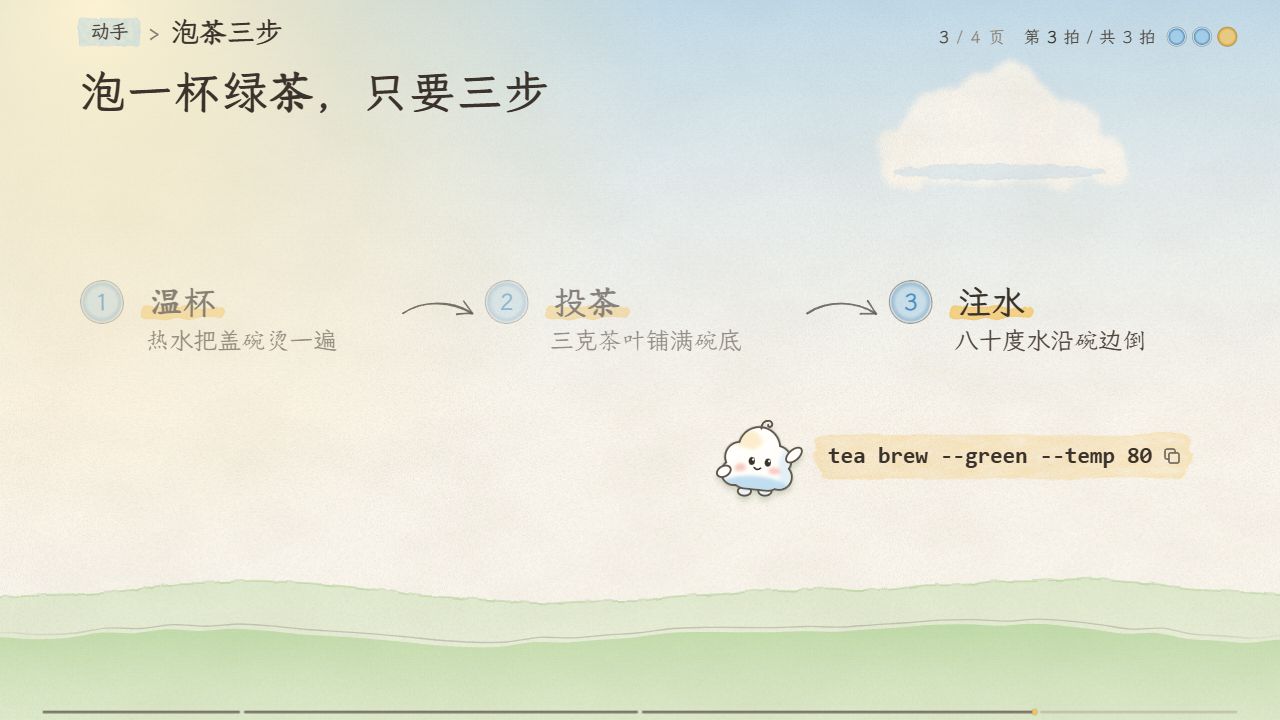 动手 > 泡茶三步
3 / 4 页 第 3 拍 / 共 3 拍
泡一杯绿茶，只要三步
1 温杯
热水把盖碗烫一遍
2 投茶
三克茶叶铺满碗底
3 注水
八十度水沿碗边倒
tea brew --green --temp 80